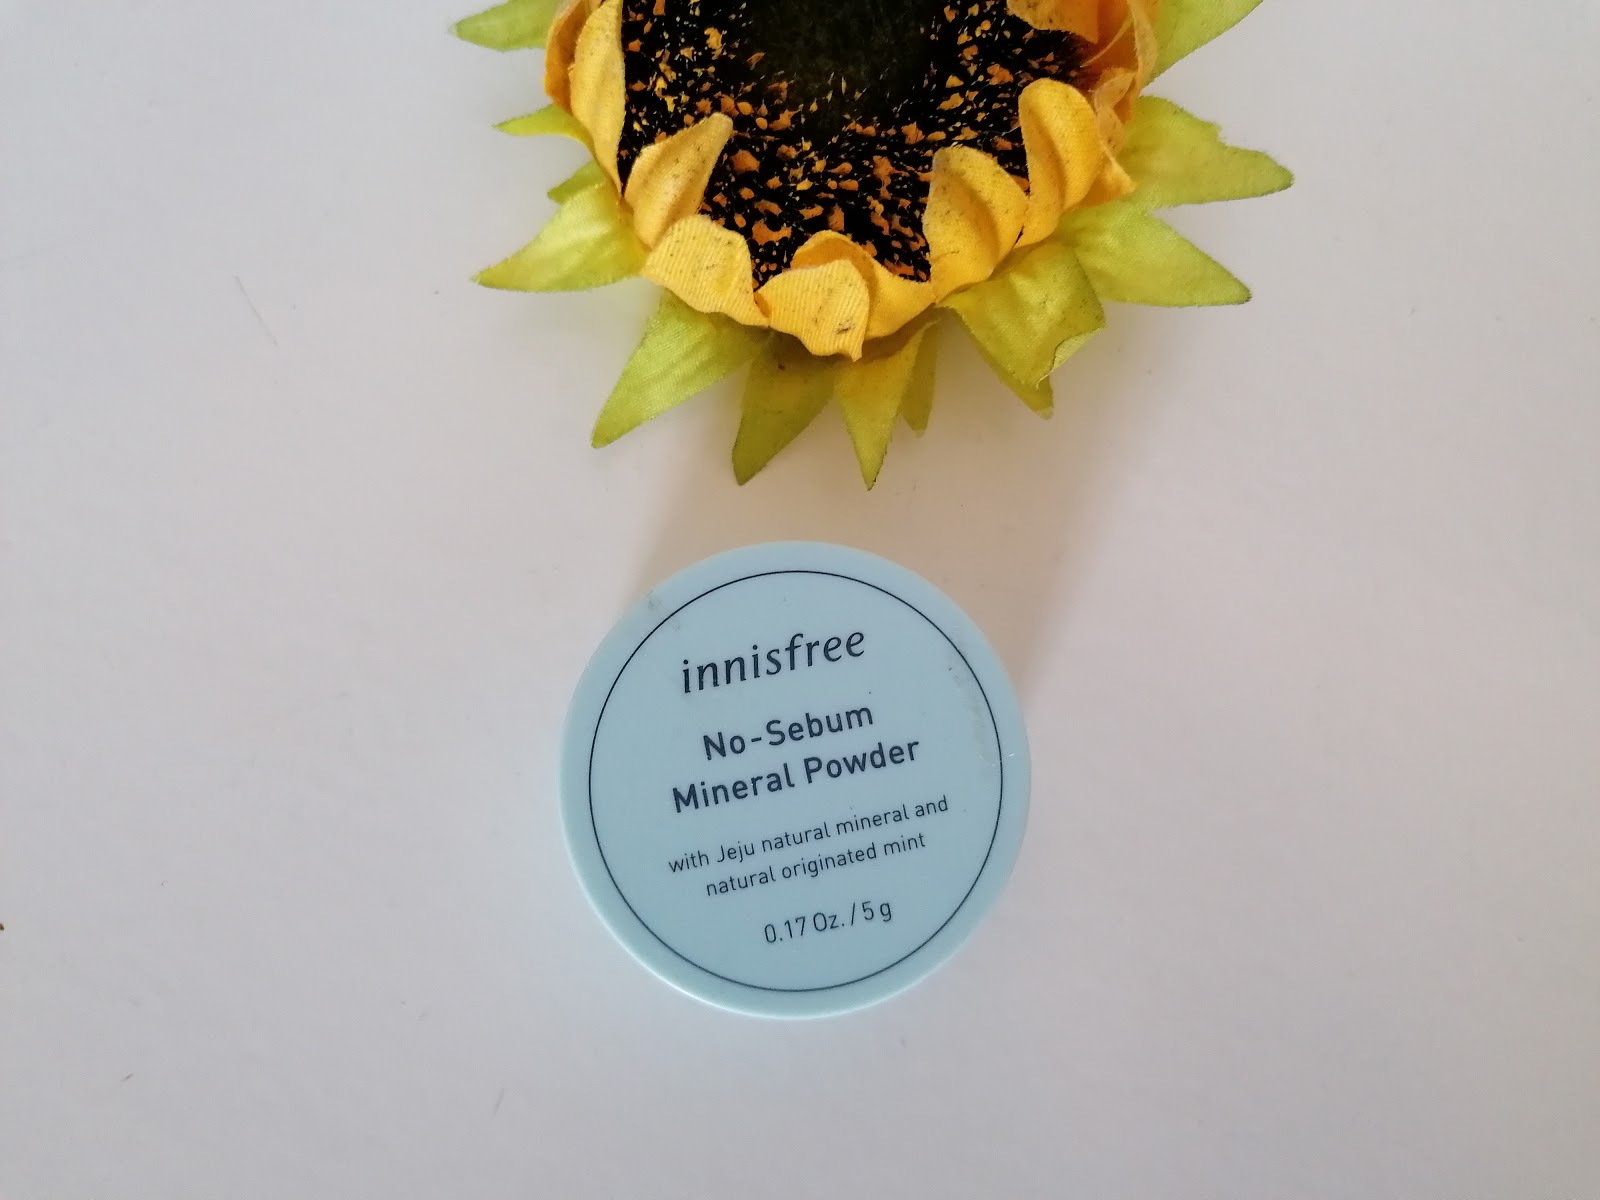 innisfree
No-Sebum
Mineral Powder
with Jeju natural mineral and
natural originated mint
0.17 Oz. / 5 g